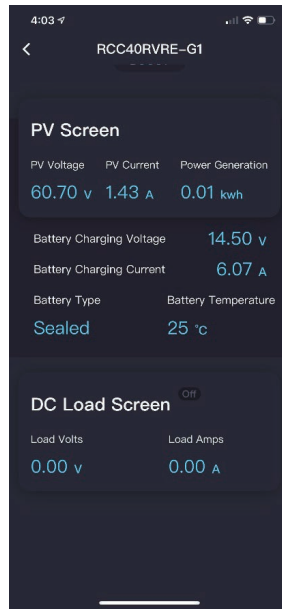 4:03
RCC40RVRE-G1
PV Screen
PV Voltage PV Current Power Generation
60.70 V 1.43 A 0.01 kwh
Battery Charging Voltage 14.50 V
Battery Charging Current 6.07 A
Battery Type Battery Temperature
Sealed 25 °C
DC Load Screen Off
Load Volts Load Amps
0.00 V 0.00 A